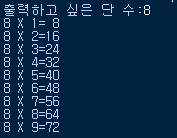 출력하고 싶은 단 수:8
8 X 1= 8
8 X 2=16
8 X 3=24
8 X 4=32
8 X 5=40
8 X 6=48
8 X 7=56
8 X 8=64
8 X 9=72